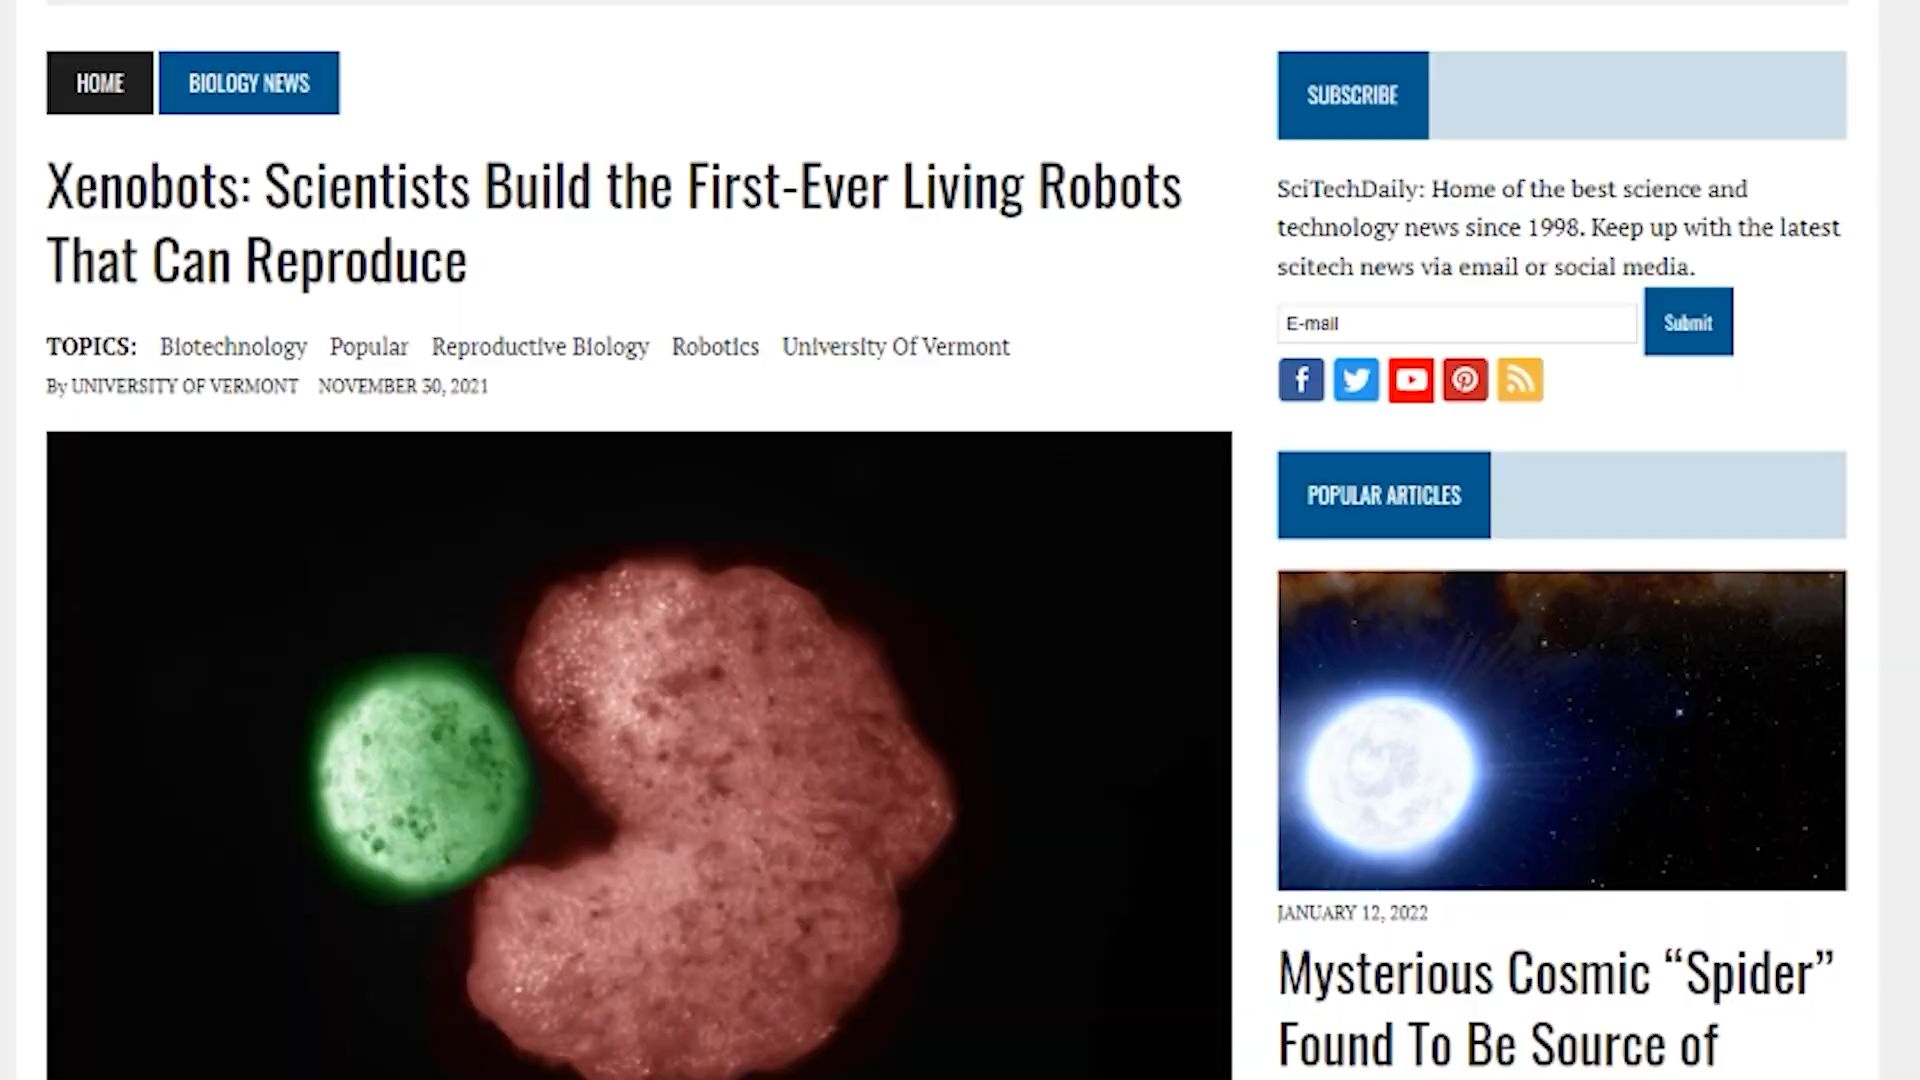 HOME
BIOLOGY NEWS
Xenobots: Scientists Build the First-Ever Living Robots
That Can Reproduce
TOPICS: Biotechnology Popular Reproductive Biology Robotics University Of Vermont
By UNIVERSITY OF VERMONT NOVEMBER 30, 2021
SUBSCRIBE
SciTechDaily: Home of the best science and
technology news since 1998. Keep up with the latest
scitech news via email or social media.
E-mail
Submit
POPULAR ARTICLES
JANUARY 12, 2022
Mysterious Cosmic “Spider”
Found To Be Source of